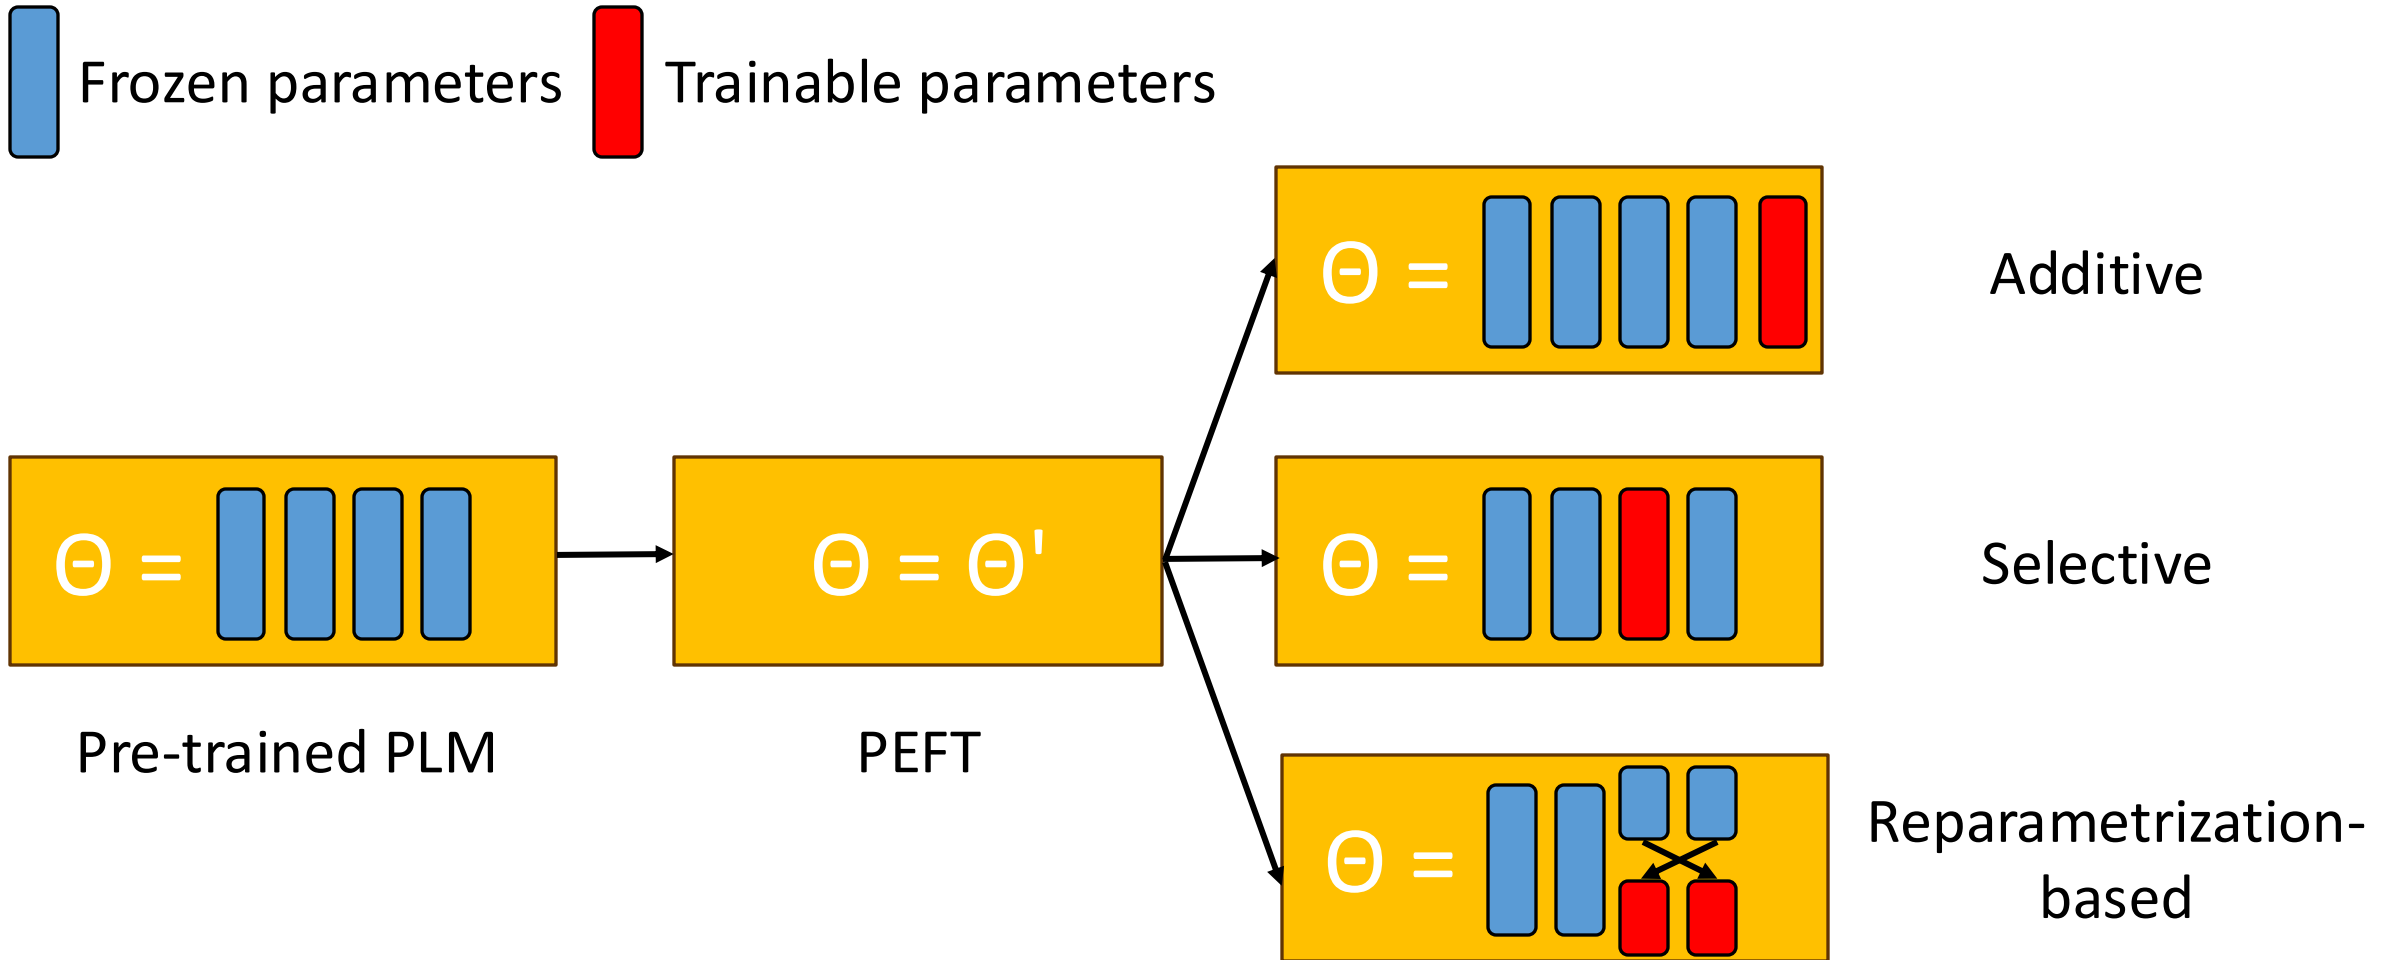 Frozen parameters
Trainable parameters
Θ =
Additive
Θ =
Θ = Θ'
Θ =
Selective
Pre-trained PLM
PEFT
Θ =
Reparametrization-
based